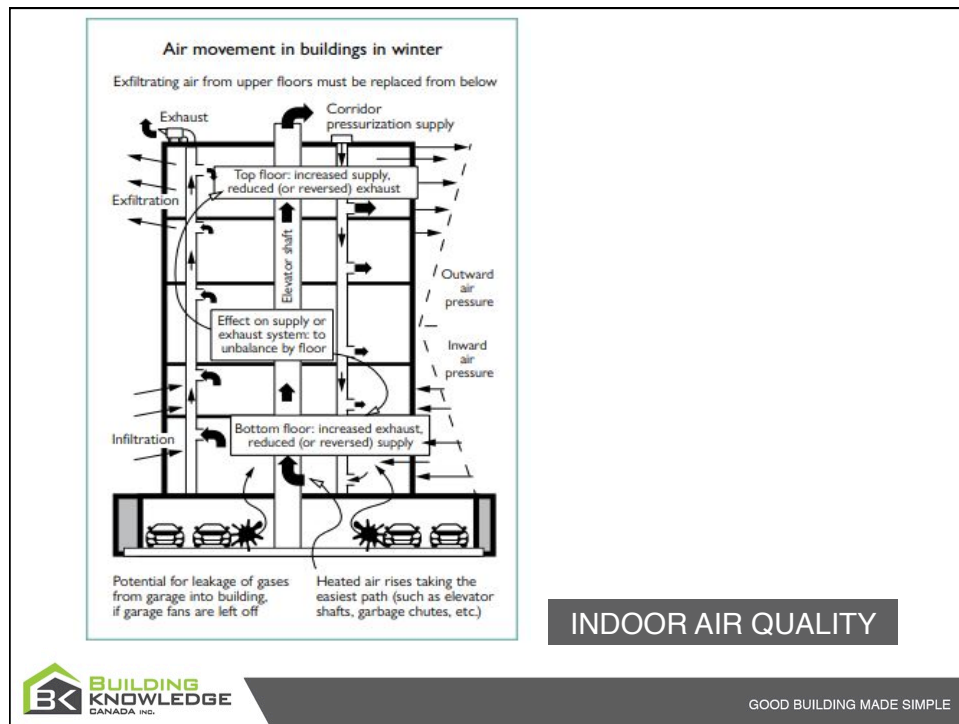 Air movement in buildings in winter
Exfiltrating air from upper floors must be replaced from below
Exhaust
Corridor
pressurization supply
Top floor: increased supply,
reduced (or reversed) exhaust
Exfiltration
Elevator shaft
Outward
air
pressure
Effect on supply or
exhaust system: to
unbalance by floor
Inward
air
pressure
Bottom floor: increased exhaust,
reduced (or reversed) supply
Infiltration
Potential for leakage of gases
from garage into building,
if garage fans are left off
Heated air rises taking the
easiest path (such as elevator
shafts, garbage chutes, etc.)
INDOOR AIR QUALITY
BK
BUILDING
KNOWLEDGE
CANADA INC.
GOOD BUILDING MADE SIMPLE